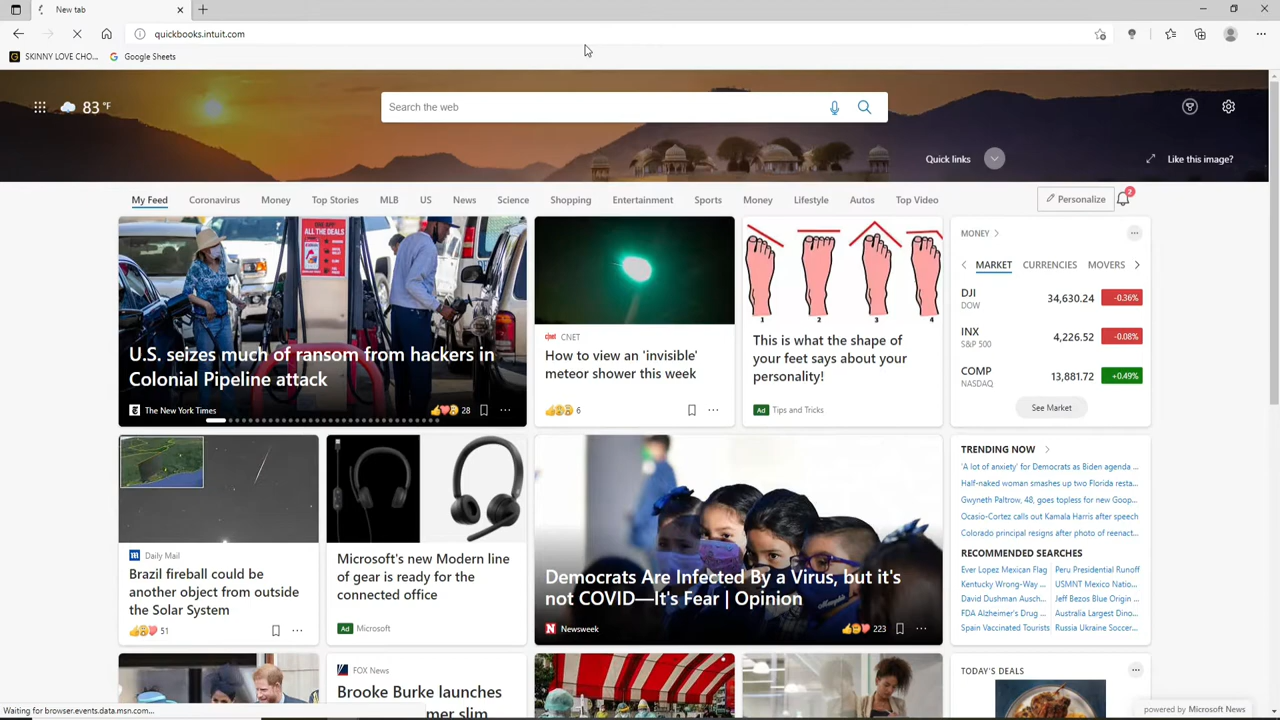 New tab
quickbooks.intuit.com
SKINNY LOVE CHO...
Google Sheets
83 °F
Search the web
Quick links
Like this image?
My Feed
Coronavirus
Money
Top Stories
MLB
US
News
Science
Shopping
Entertainment
Sports
Money
Lifestyle
Autos
Top Video
Personalize
2
ALL THE DEALS
U.S. seizes much of ransom from hackers in
Colonial Pipeline attack
The New York Times
28
CNET
How to view an 'invisible'
meteor shower this week
6
1 2 3 4
This is what the shape of
your feet says about your
personality!
Ad Tips and Tricks
MONEY
MARKET
CURRENCIES
MOVERS
DJI
DOW
34,630.24
-0.36%
INX
S&P 500
4,226.52
-0.08%
COMP
NASDAQ
13,881.72
+0.49%
See Market
Daily Mail
Brazil fireball could be
another object from outside
the Solar System
51
Microsoft's new Modern line
of gear is ready for the
connected office
Ad Microsoft
Democrats Are Infected By a Virus, but it's
not COVID—It's Fear | Opinion
Newsweek
223
TRENDING NOW
'A lot of anxiety' for Democrats as Biden agenda ...
Half-naked woman smashes up two Florida resta...
Gwyneth Paltrow, 48, goes topless for new Goop...
Ocasio-Cortez calls out Kamala Harris after speech
Colorado principal resigns after photo of reenact...
RECOMMENDED SEARCHES
Ever Lopez Mexican Flag
Peru Presidential Runoff
Kentucky Wrong-Way ...
USMNT Mexico Natio...
David Dushman Ausch...
Jeff Bezos Blue Origin ...
FDA Alzheimer's Drug ...
Australia Largest Dino...
Spain Vaccinated Tourists
Russia Ukraine Soccer...
FOX News
Brooke Burke launches
mer slim
TODAY'S DEALS
Waiting for browser.events.data.msn.com...
powered by Microsoft News